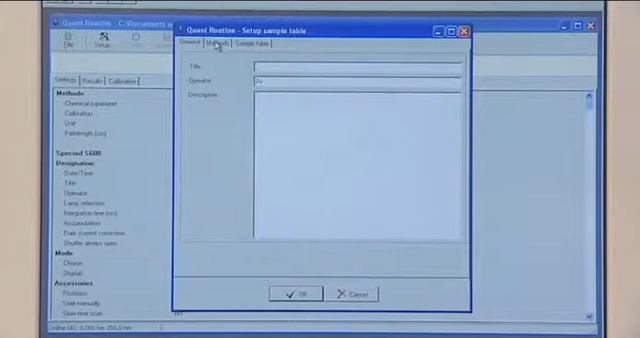 Quant Routine - C:\Documents a
Quant Routine - Setup sample table
File
Setup
General
Methods
Sample table
Settings
Results
Calibration
Title
Operator
Description
Methode
Chemical parameter
Calibration
Unit
Pathlength [cm]
Specord S600
Designation
Date/Time
Title
Operator
Lamp selection
Integration time [ms]
Accumulation
Dark current correction
Shutter always open
Mode
Choice
Display
Accessories
Positions
Start manually
Slow time scan
OK
Cancel